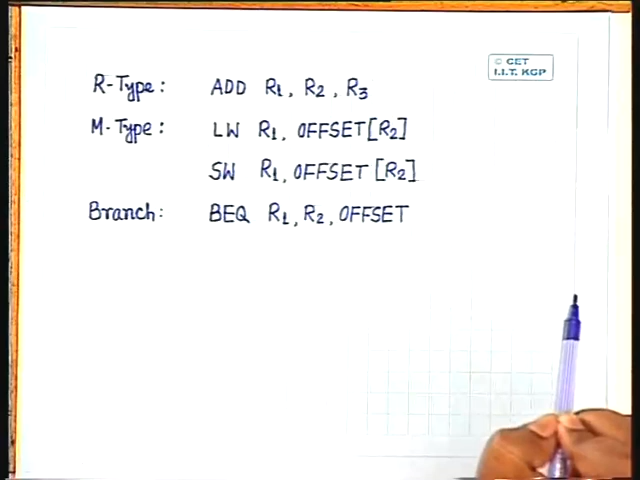 © CET
I.I.T. KGP
R-Type: ADD R1, R2, R3
M-Type: LW R1, OFFSET[R2]
SW R1, OFFSET[R2]
Branch: BEQ R1, R2, OFFSET